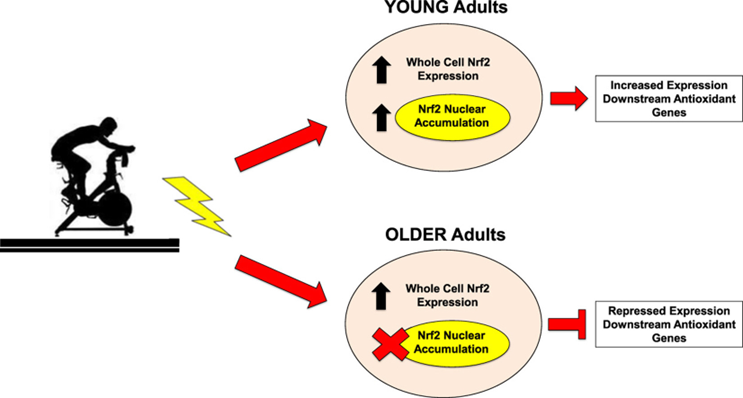 YOUNG Adults
Whole Cell Nrf2
Expression
Nrf2 Nuclear
Accumulation
Increased Expression
Downstream Antioxidant
Genes
OLDER Adults
Whole Cell Nrf2
Expression
Nrf2 Nuclear
Accumulation
Repressed Expression
Downstream Antioxidant
Genes